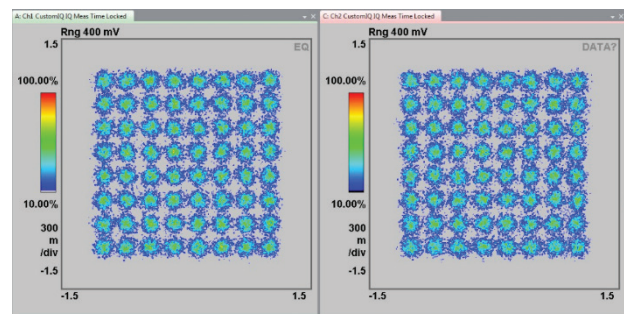 A: Ch1 CustomIQ IQ Meas Time Locked
Rng 400 mV
1.5
EQ
100.00%
10.00%
300
m
/div
-1.5
-1.5
1.5
C: Ch2 CustomIQ IQ Meas Time Locked
Rng 400 mV
1.5
DATA?
100.00%
10.00%
300
m
/div
-1.5
-1.5
1.5